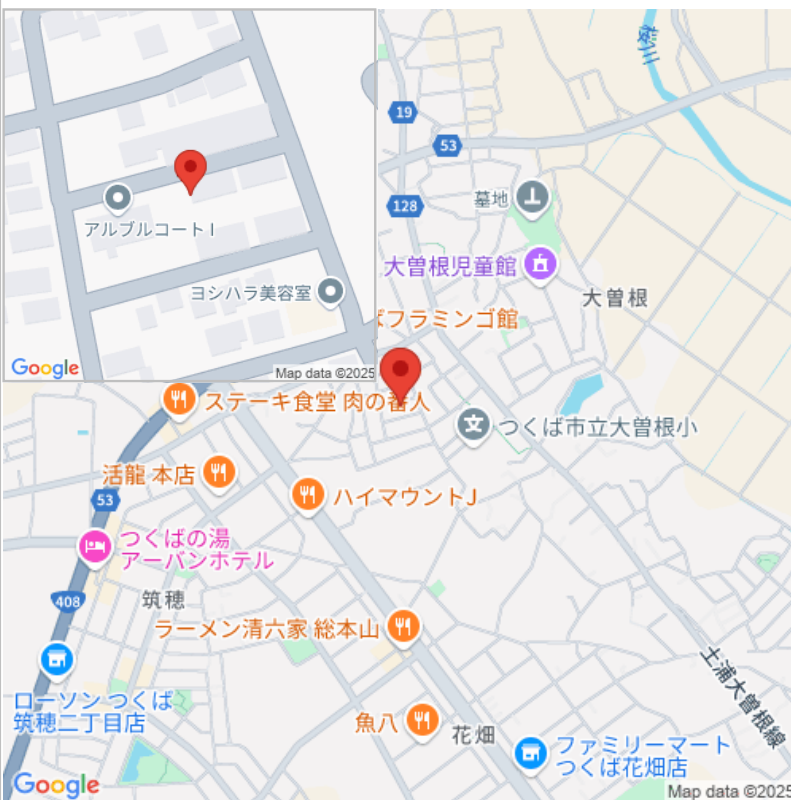 アルブルコート I
ヨシハラ美容室
Google
Map data ©2025
桜川
19
53
128
墓地
大曽根児童館
大曽根
ばフラミンゴ館
ステーキ食堂 肉の番人
つくば市立大曽根小
活龍 本店
ハイマウントJ
53
つくばの湯
アーバンホテル
408
筑穂
ラーメン清六家 総本山
土浦大曽根線
ローソン つくば
筑穂二丁目店
魚八
花畑
ファミリーマート
つくば花畑店
Google
Map data ©2025